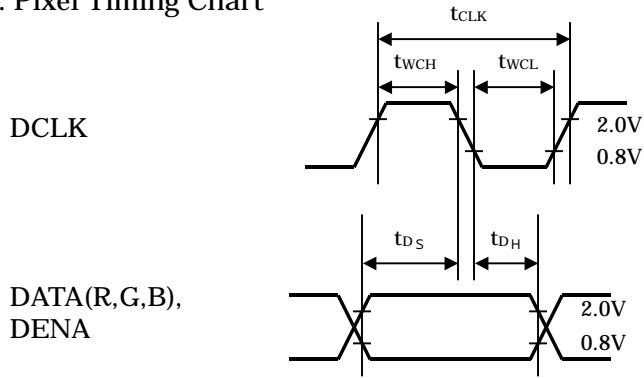 . Pixel Timing Chart
tCLK
tWCH tWCL
DCLK
2.0V
0.8V
tDS tDH
DATA(R,G,B),
DENA
2.0V
0.8V